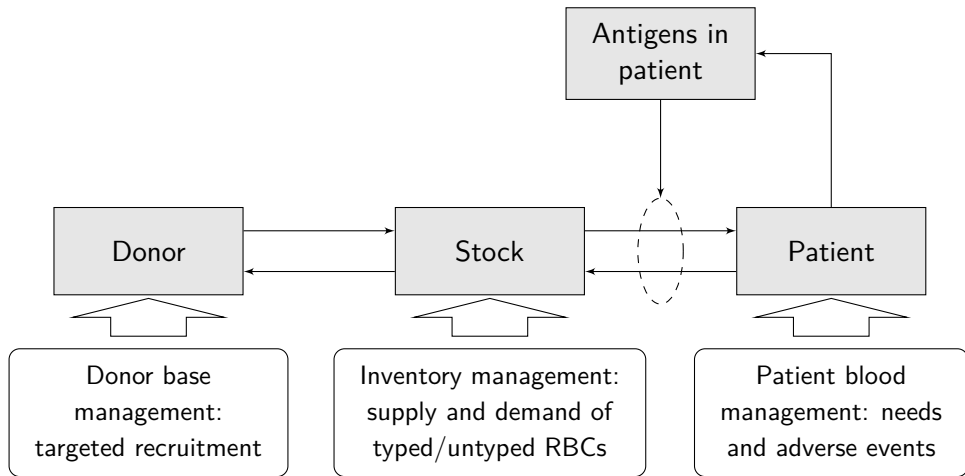 Antigens in
patient
Donor
Stock
Patient
Donor base
management:
targeted recruitment
Inventory management:
supply and demand of
typed/untyped RBCs
Patient blood
management: needs
and adverse events